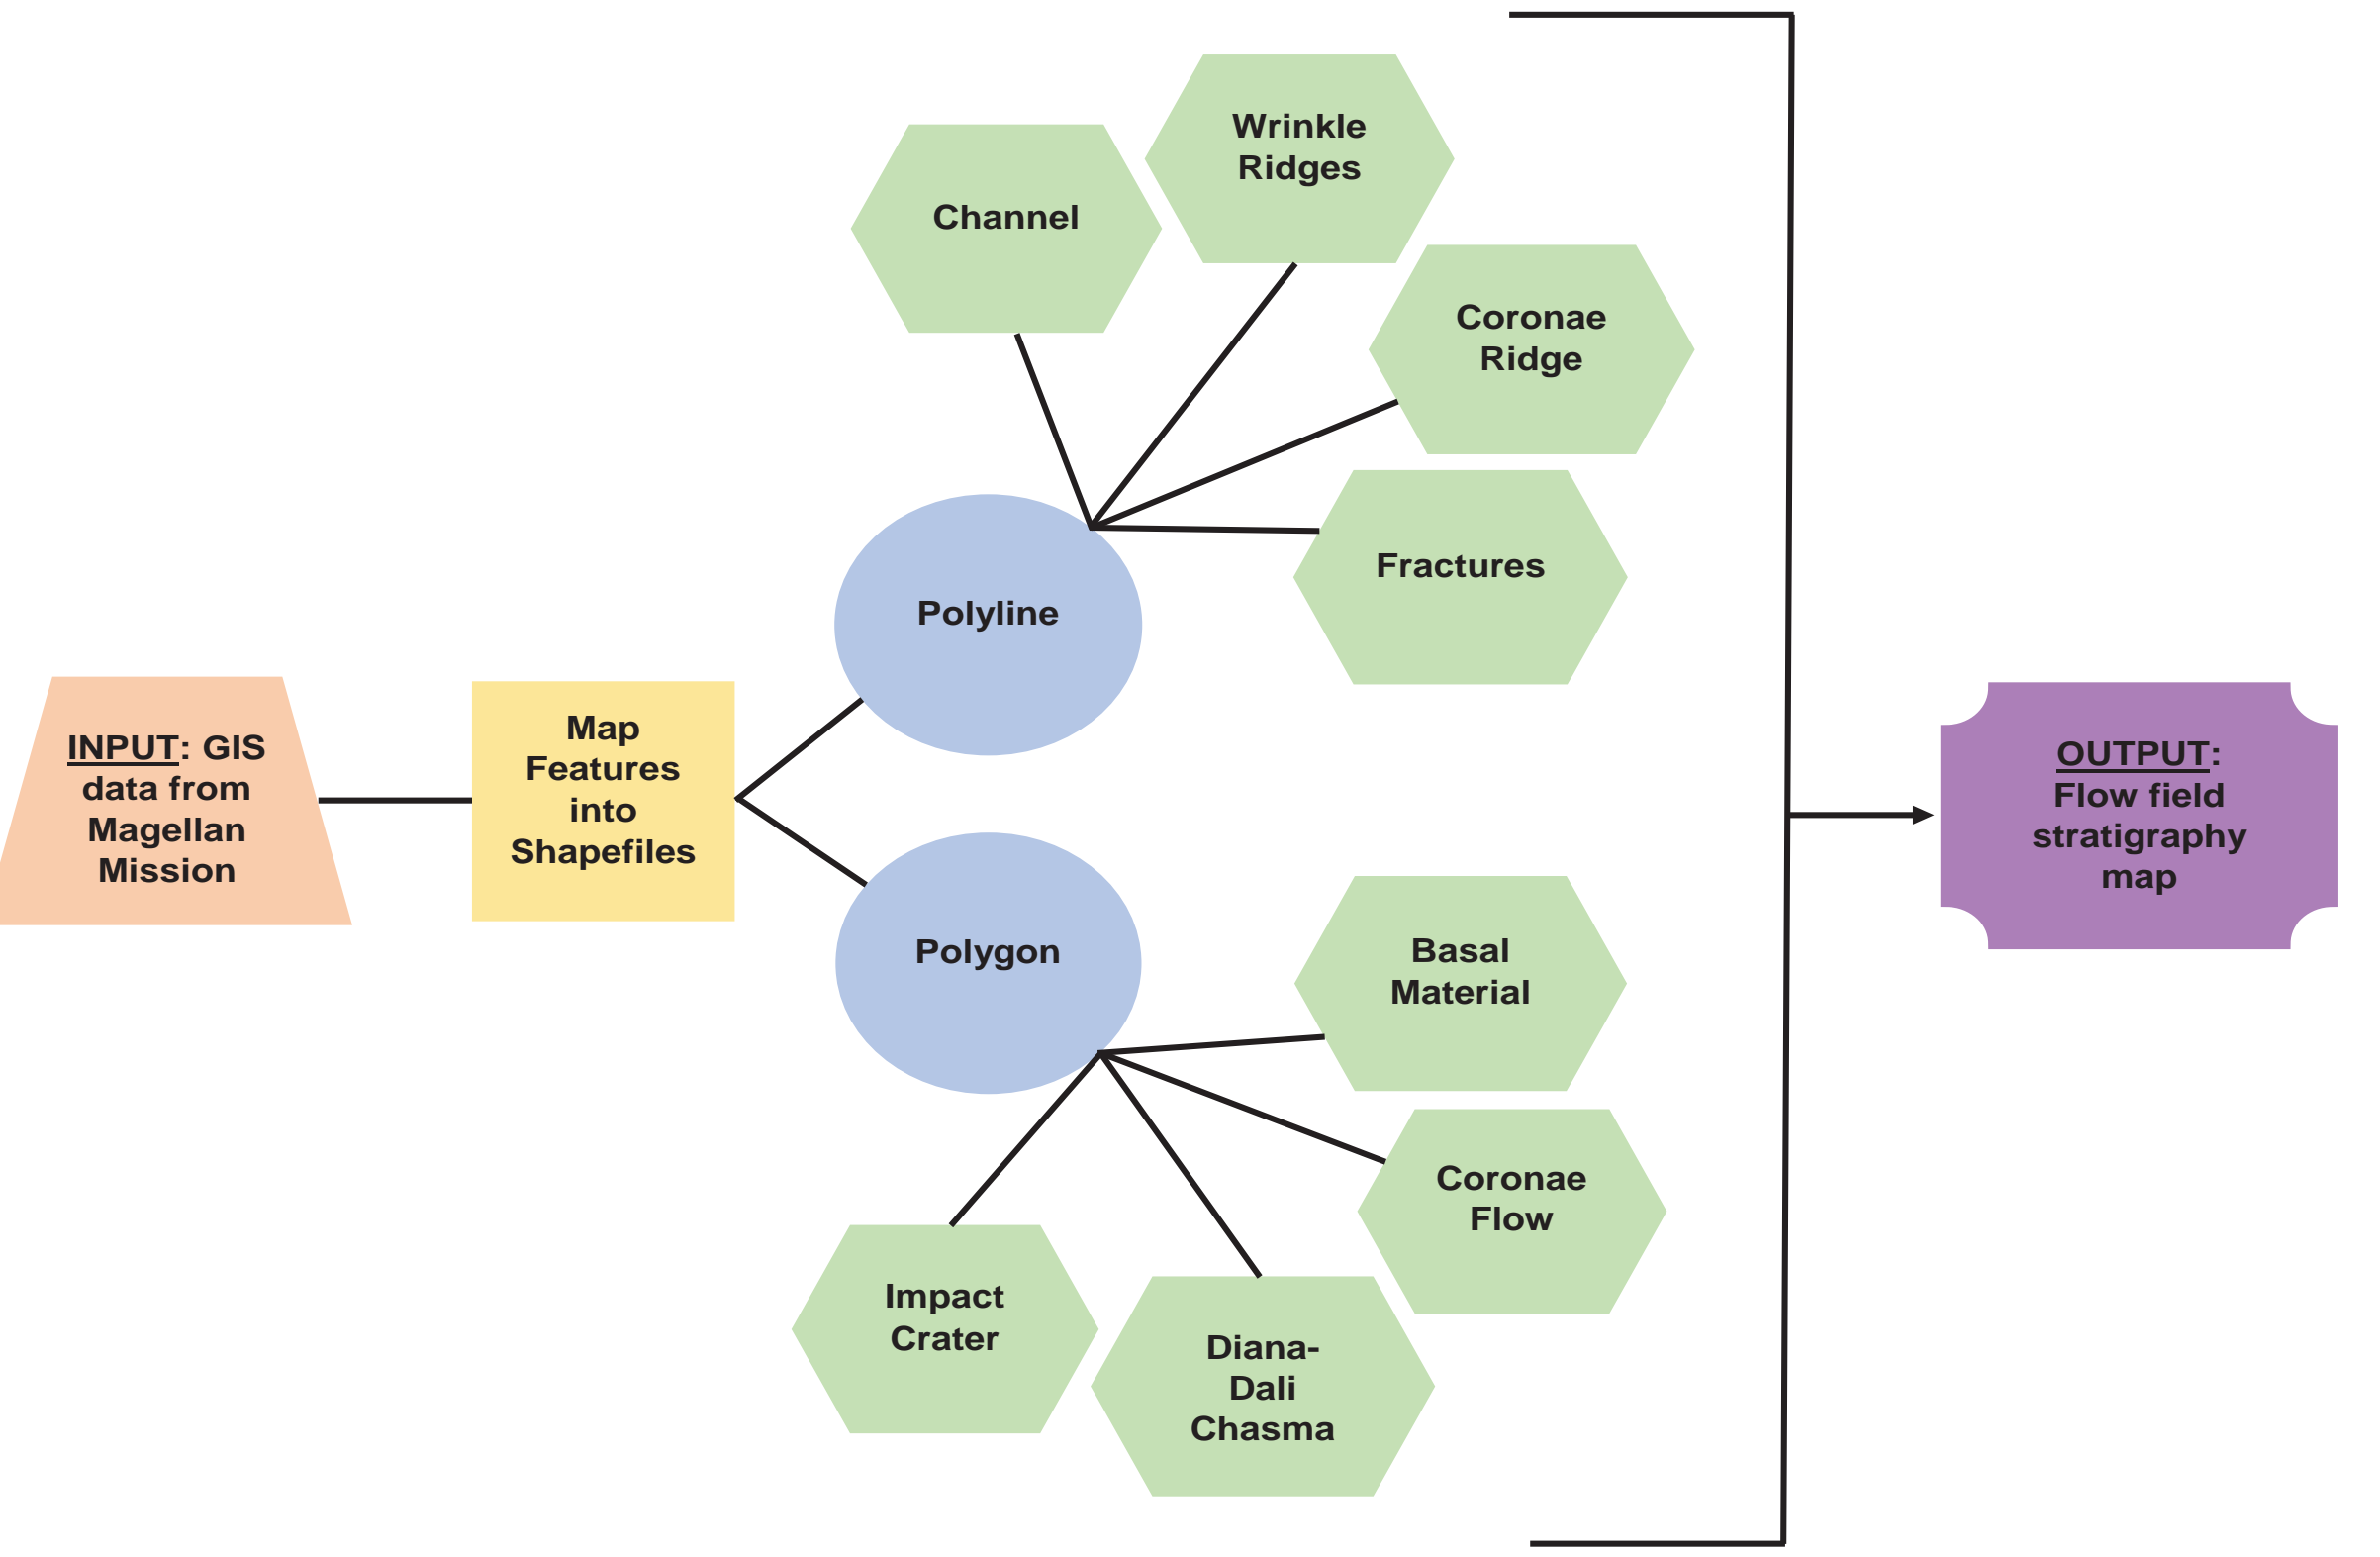 INPUT: GIS
data from
Magellan
Mission
Map
Features
into
Shapefiles
Polyline
Channel
Wrinkle
Ridges
Coronae
Ridge
Fractures
Polygon
Basal
Material
Coronae
Flow
Diana-
Dali
Chasma
Impact
Crater
OUTPUT:
Flow field
stratigraphy
map